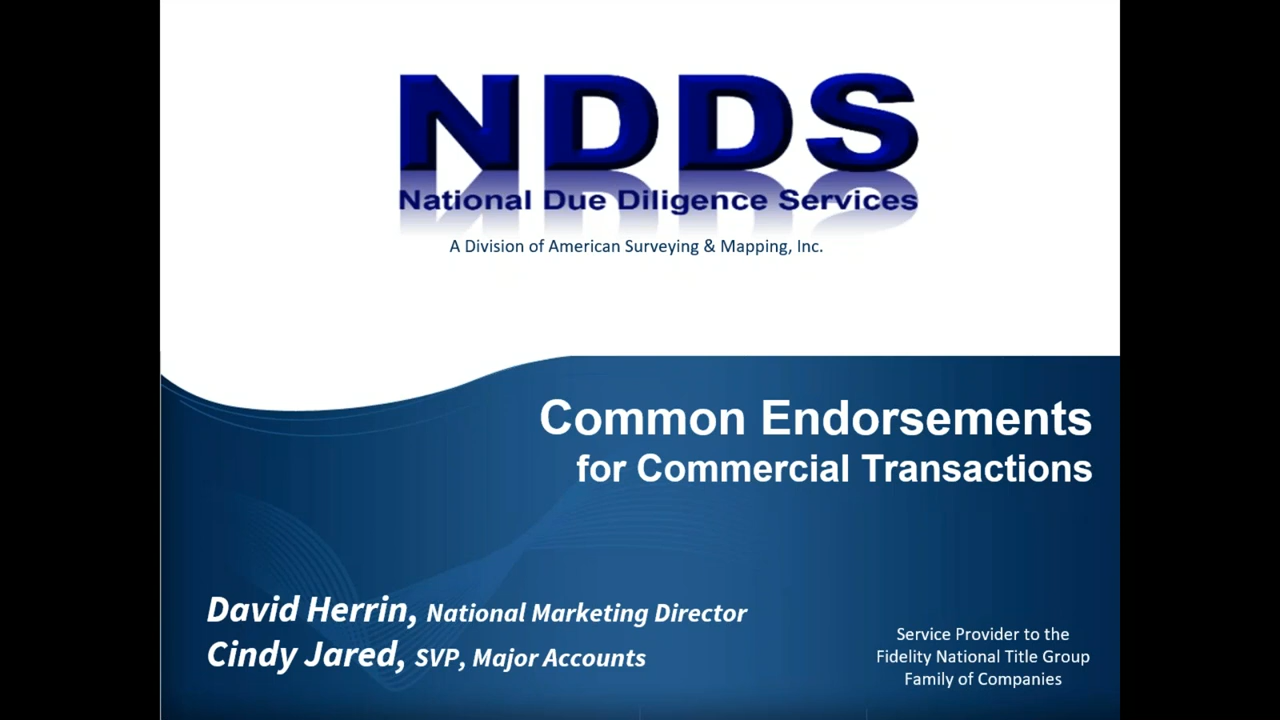 NDDS
National Due Diligence Services
A Division of American Surveying & Mapping, Inc.
Common Endorsements
for Commercial Transactions
David Herrin, National Marketing Director
Cindy Jared, SVP, Major Accounts
Service Provider to the
Fidelity National Title Group
Family of Companies